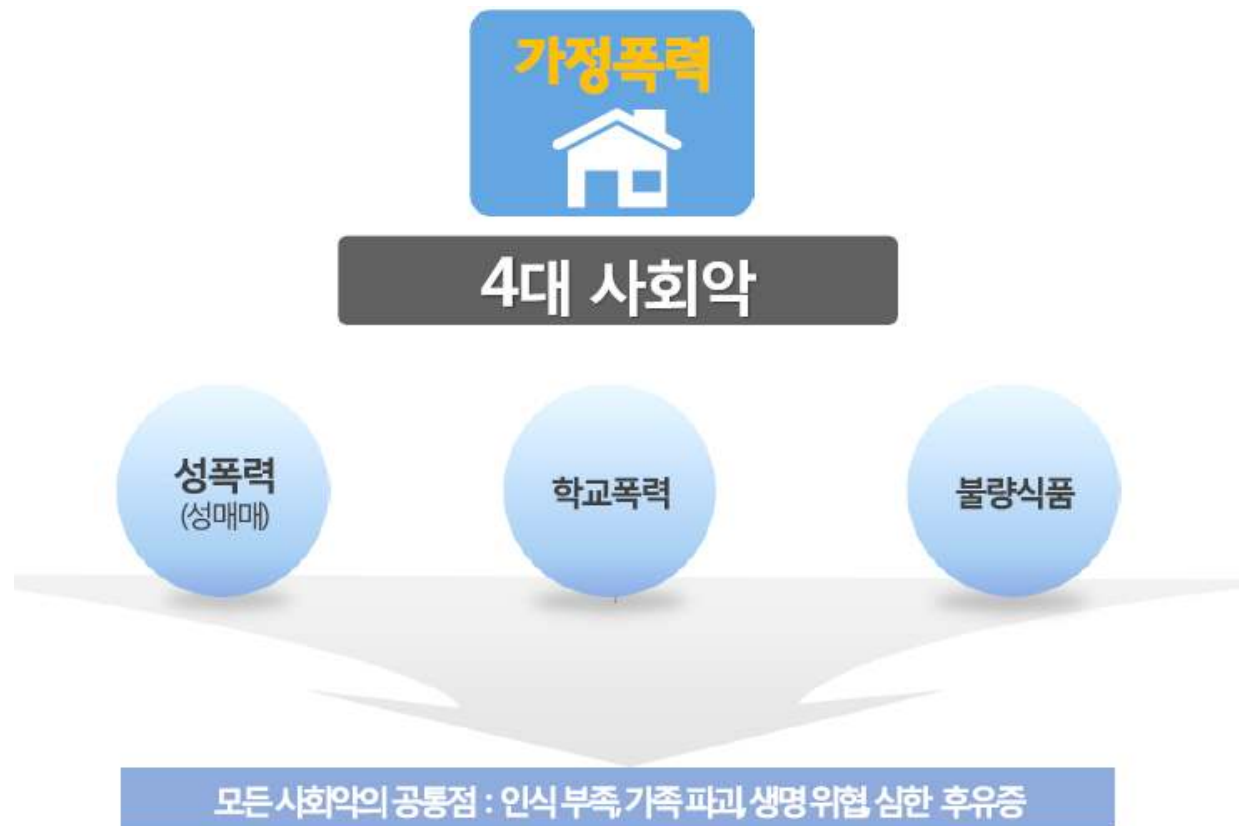 가정폭력
4대 사회악
성폭력
(성매매)
학교폭력
불량식품
모든 사회악의 공통점 : 인식 부족, 가족 파괴, 생명 위협, 심한 후유증